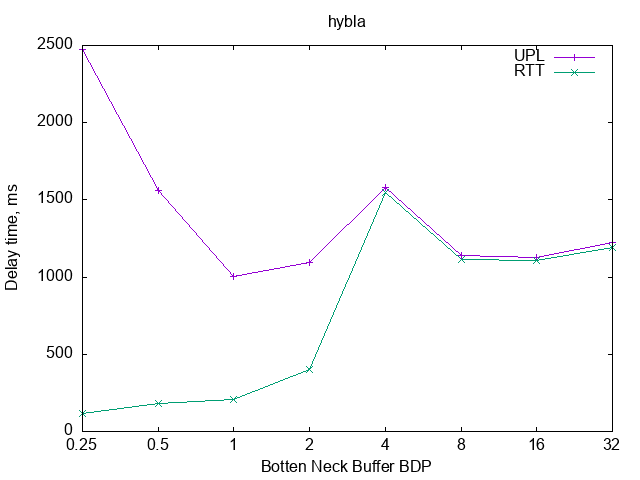 hybla
UPL
RTT
2500
2000
1500
1000
500
0
Delay time, ms
0.25 0.5 1 2 4 8 16 32
Botten Neck Buffer BDP